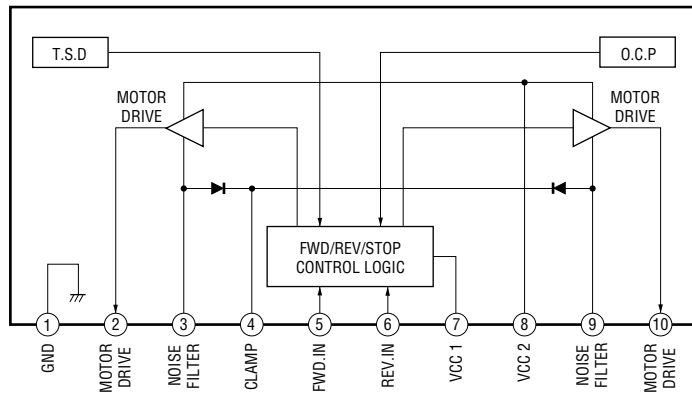 T.S.D
O.C.P
MOTOR
DRIVE
MOTOR
DRIVE
FWD/REV/STOP
CONTROL LOGIC
1
2
3
4
5
6
7
8
9
10
GND
MOTOR
DRIVE
NOISE
FILTER
CLAMP
FWD.IN
REV.IN
VCC 1
VCC 2
NOISE
FILTER
MOTOR
DRIVE